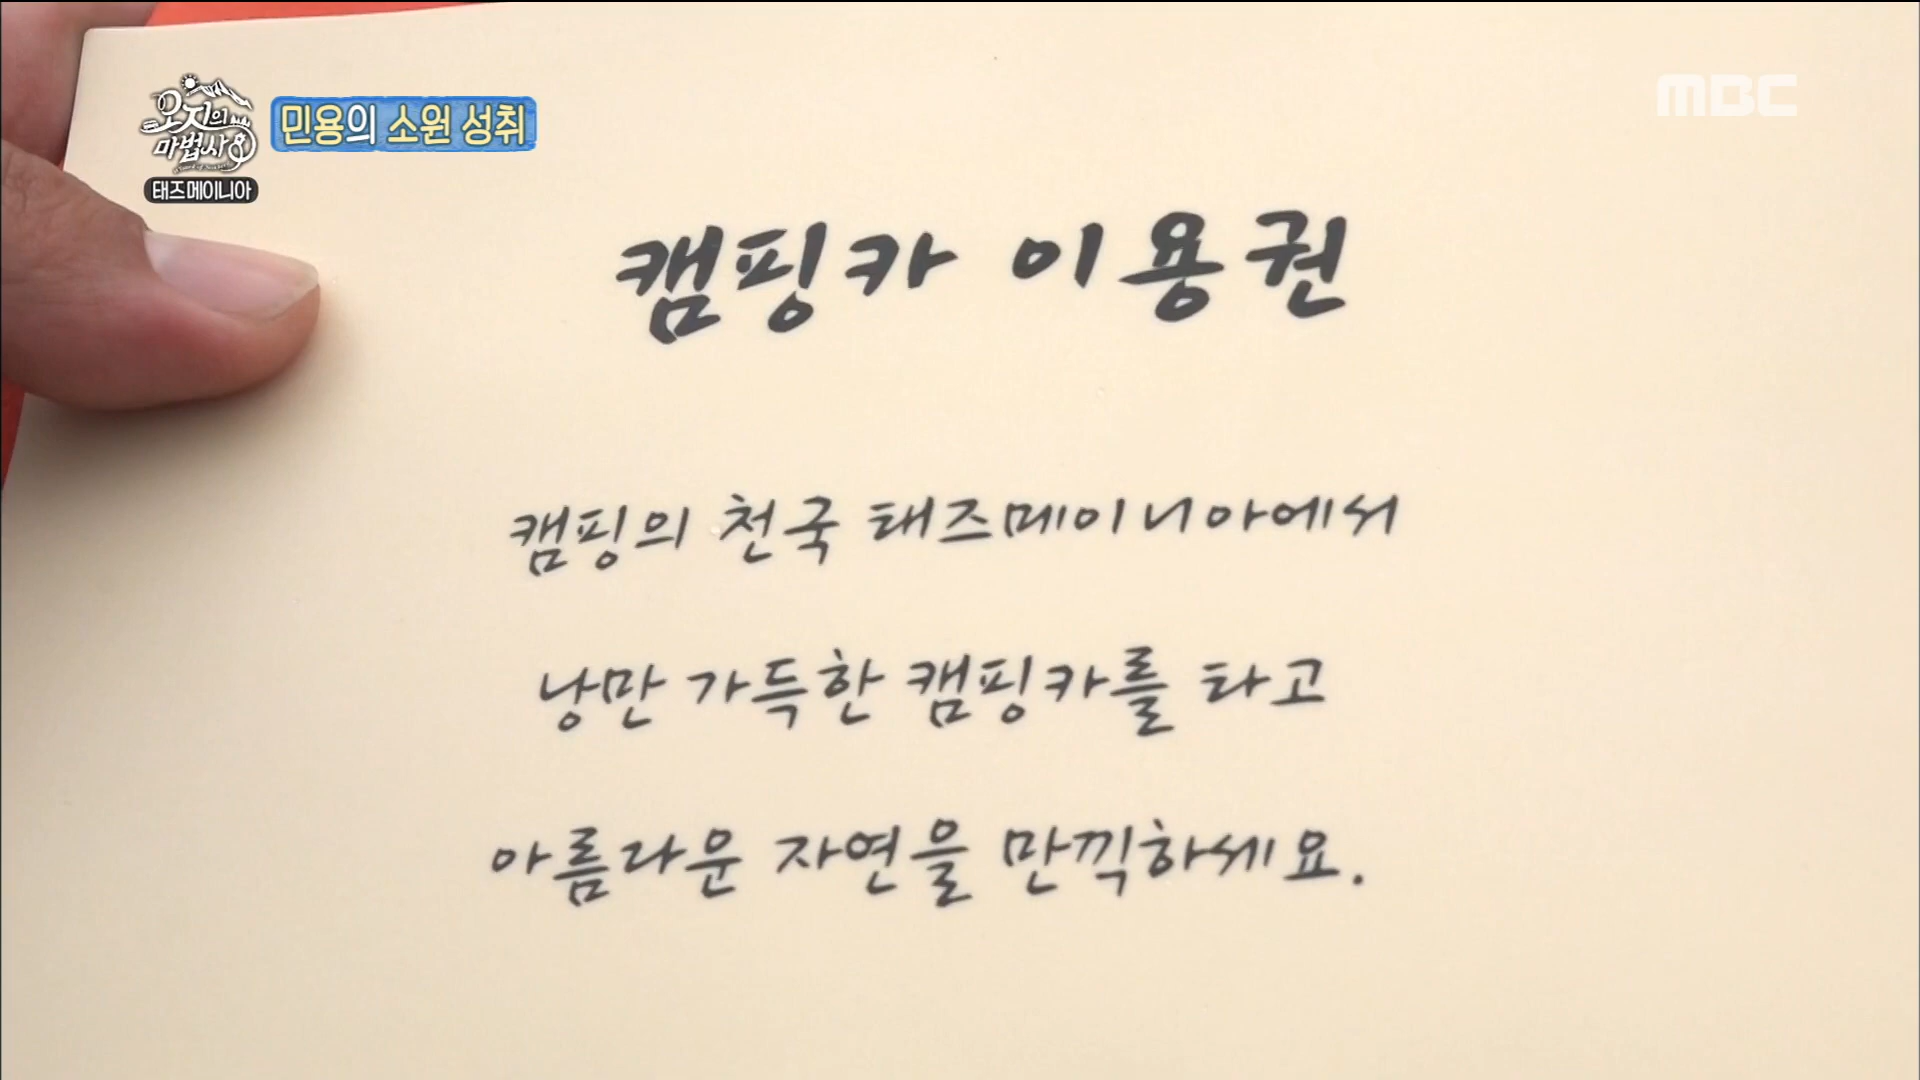 오지의
마법사
태즈메이니아
민용의 소원 성취
MBC
캠핑카 이용권
캠핑의 천국 태즈메이니아에서
낭만 가득한 캠핑카를 타고
아름다운 자연을 만끽하세요.